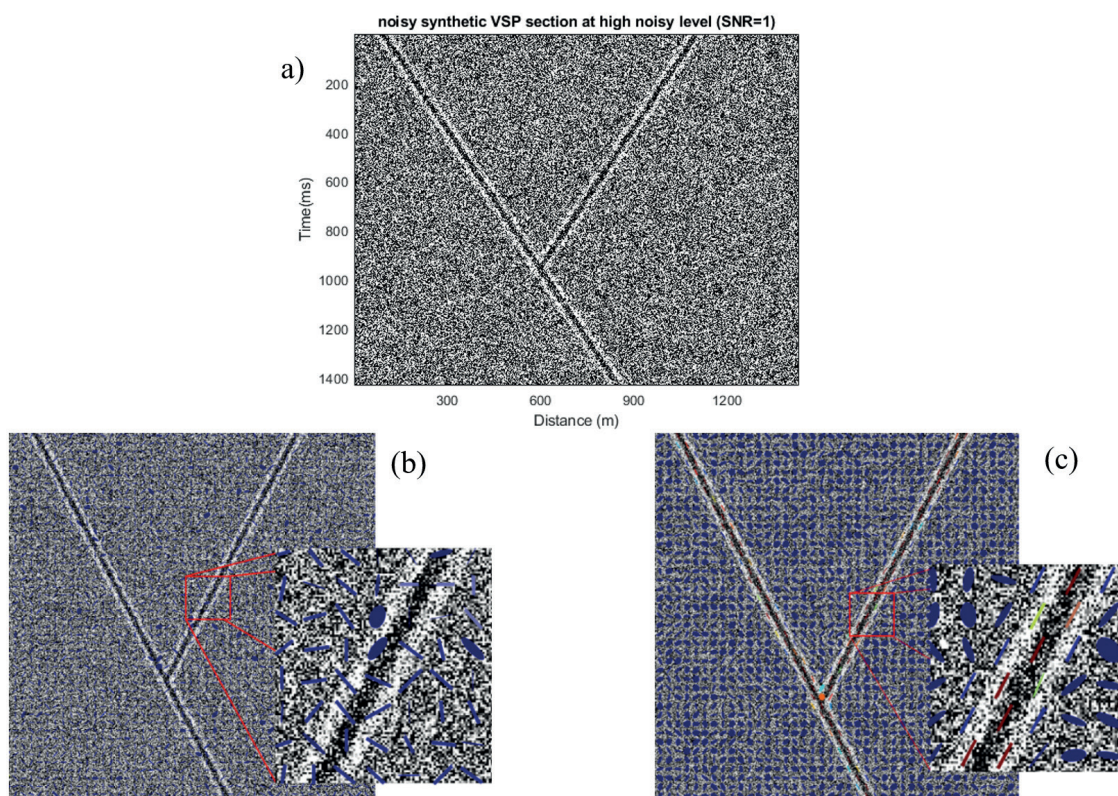 noisy synthetic VSP section at high noisy level (SNR=1)
a)
200
400
600
800
1000
1200
1400
Time(ms)
300 600 900 1200
Distance (m)
(b)
(c)